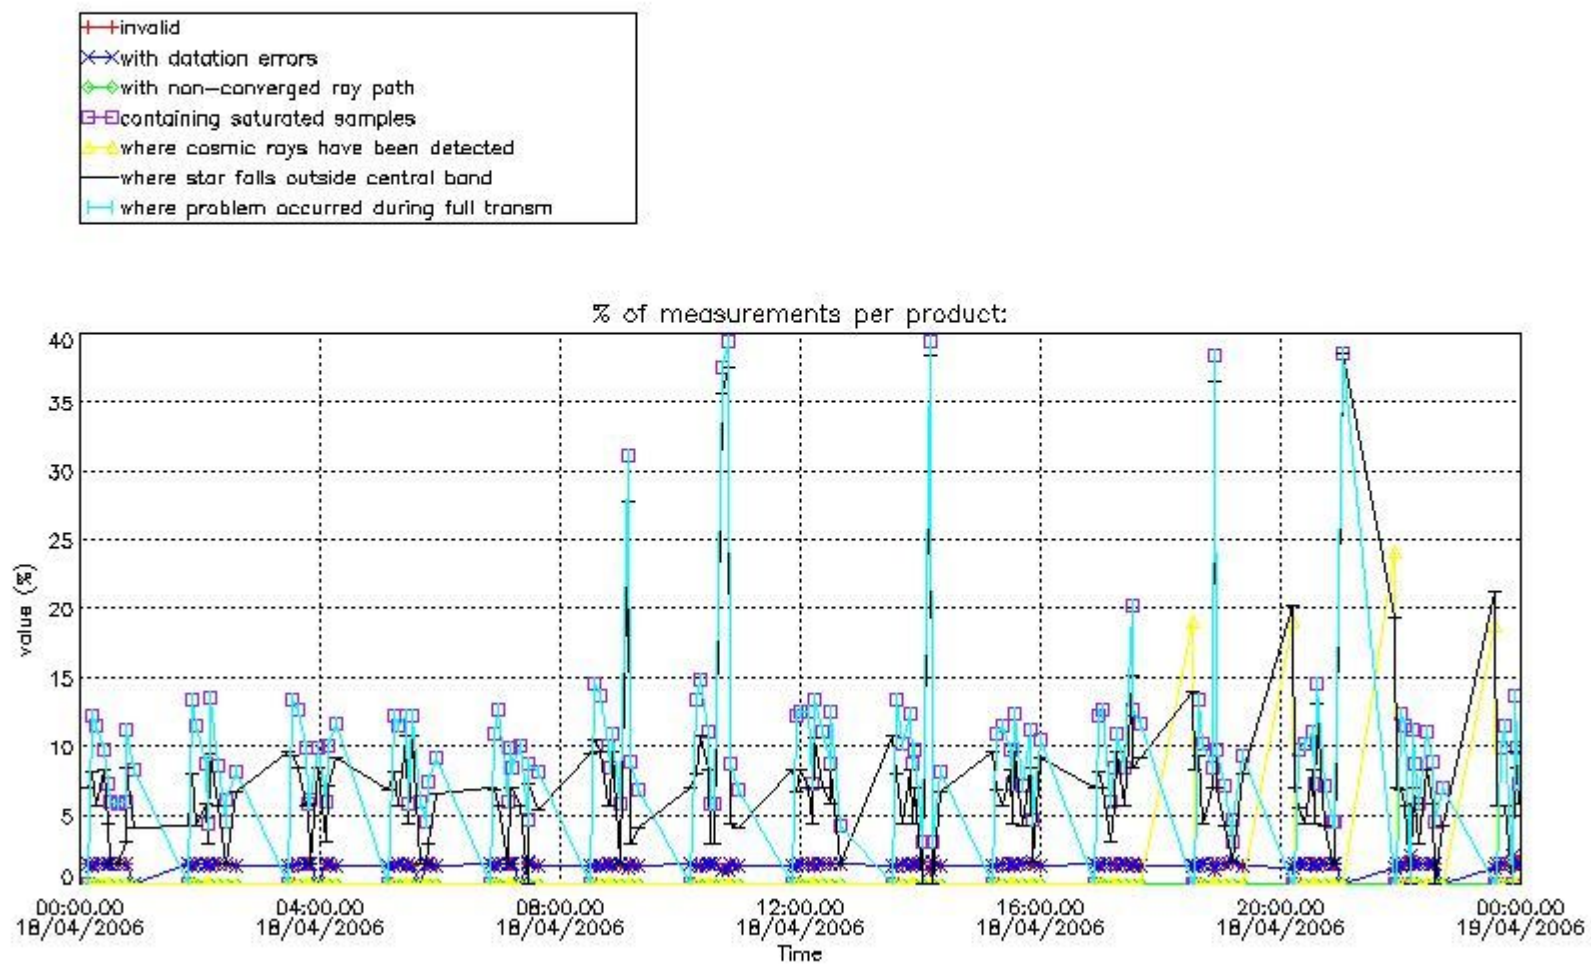 invalid
with datation errors
with non-converged ray path
containing saturated samples
where cosmic rays have been detected
where star falls outside central band
where problem occurred during full transm
% of measurements per product:
40
35
30
25
20
15
10
5
0
value (%)
00:00:00 04:00:00 08:00:00 12:00:00 16:00:00 20:00:00 00:00:00
18/04/2006 18/04/2006 18/04/2006 18/04/2006 18/04/2006 18/04/2006 19/04/2006
Time